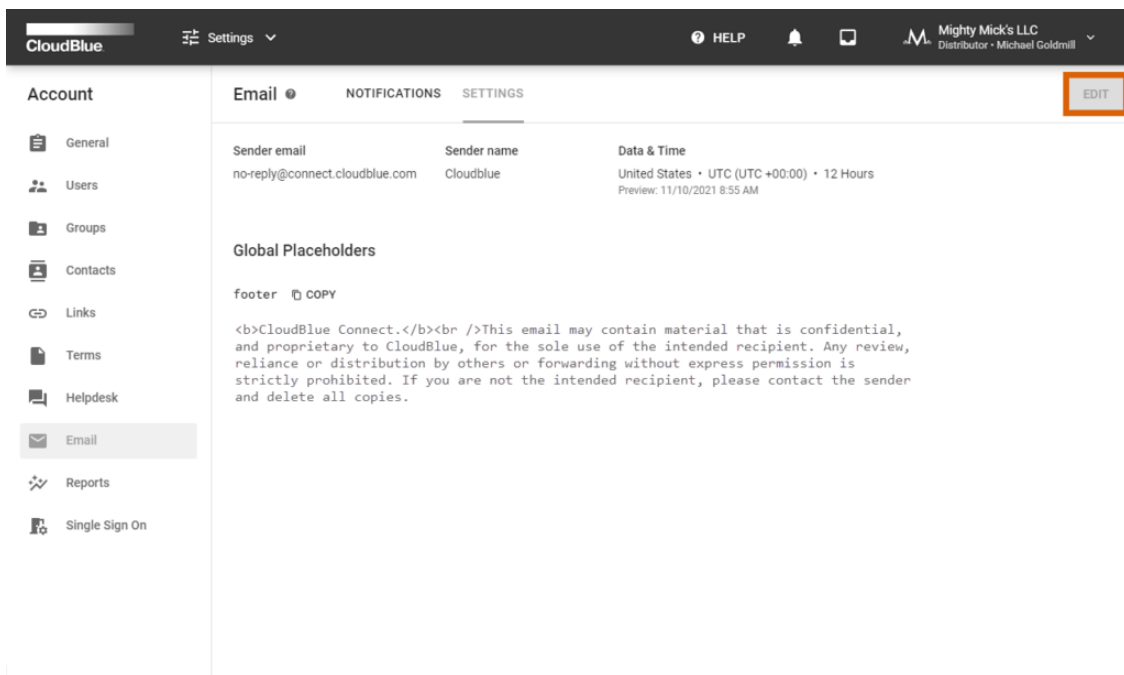 CloudBlue
Settings
HELP
Mighty Mick's LLC
Distributor • Michael Goldmill
Account
General
Users
Groups
Contacts
Links
Terms
Helpdesk
Email
Reports
Single Sign On
Email
NOTIFICATIONS
SETTINGS
EDIT
Sender email
no-reply@connect.cloudblue.com
Sender name
Cloudblue
Data & Time
United States • UTC (UTC +00:00) • 12 Hours
Preview: 11/10/2021 8:55 AM
Global Placeholders
footer COPY
<b>CloudBlue Connect.</b><br />This email may contain material that is confidential,
and proprietary to CloudBlue, for the sole use of the intended recipient. Any review,
reliance or distribution by others or forwarding without express permission is
strictly prohibited. If you are not the intended recipient, please contact the sender
and delete all copies.